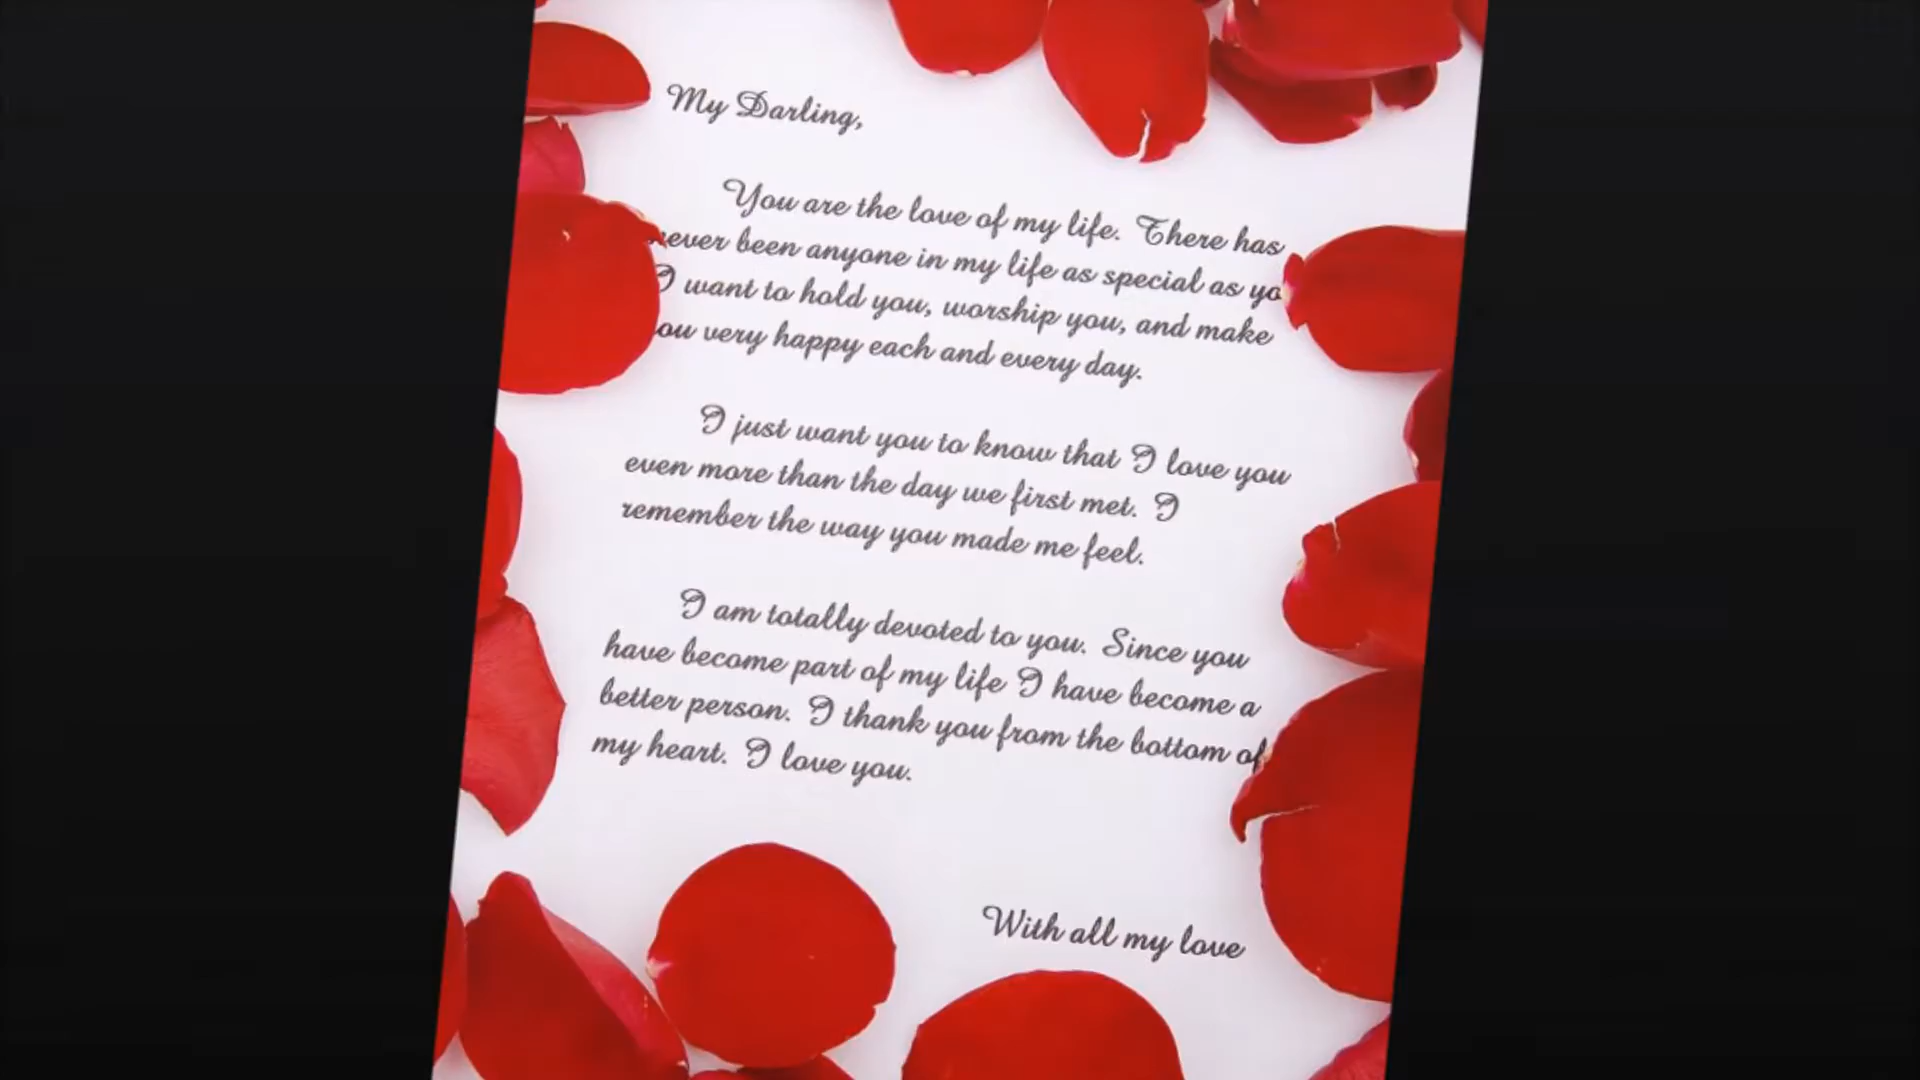 My Darling,
You are the love of my life. There has
never been anyone in my life as special as yo
I want to hold you, worship you, and make
ou very happy each and every day.
I just want you to know that I love you
even more than the day we first met. I
remember the way you made me feel.
I am totally devoted to you. Since you
have become part of my life I have become a
better person. I thank you from the bottom of
my heart. I love you.
With all my love